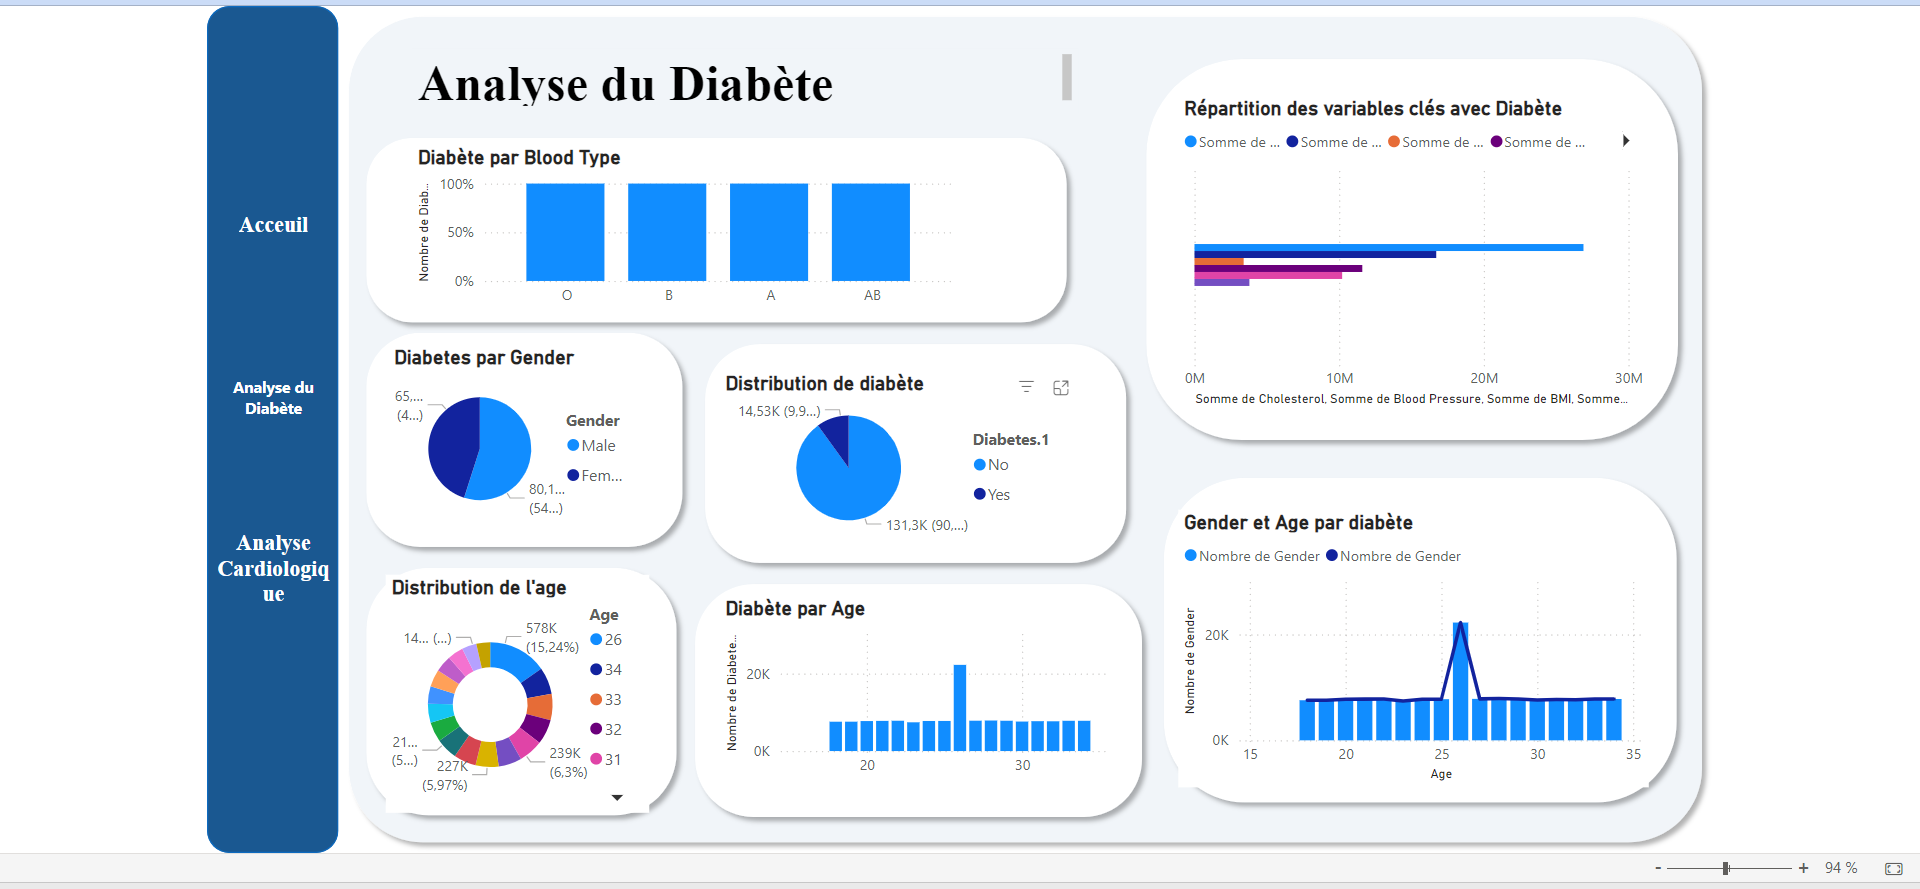 Acceuil
Analyse du
Diabète
Analyse
Cardiologiq
ue
Analyse du Diabète
Diabète par Blood Type
Nombre de Diab...
100%
50%
0%
O B A AB
Diabetes par Gender
65,...
(4...)
80,1...
(54...)
Gender
Male
Fem...
Distribution de diabète
14,53K (9,9...)
131,3K (90,...)
Diabetes.1
No
Yes
Distribution de l'age
14... (...)
578K
(15,24%)
21...
(5...)
227K
(5,97%)
239K
(6,3%)
Age
26
34
33
32
31
Diabète par Age
Nombre de Diabete...
20K
0K
20 30
Répartition des variables clés avec Diabète
Somme de ... Somme de ... Somme de ... Somme de ...
0M 10M 20M 30M
Somme de Cholesterol, Somme de Blood Pressure, Somme de BMI, Somme...
Gender et Age par diabète
Nombre de Gender Nombre de Gender
Nombre de Gender
20K
0K
15 20 25 30 35
Age
- + 94 %